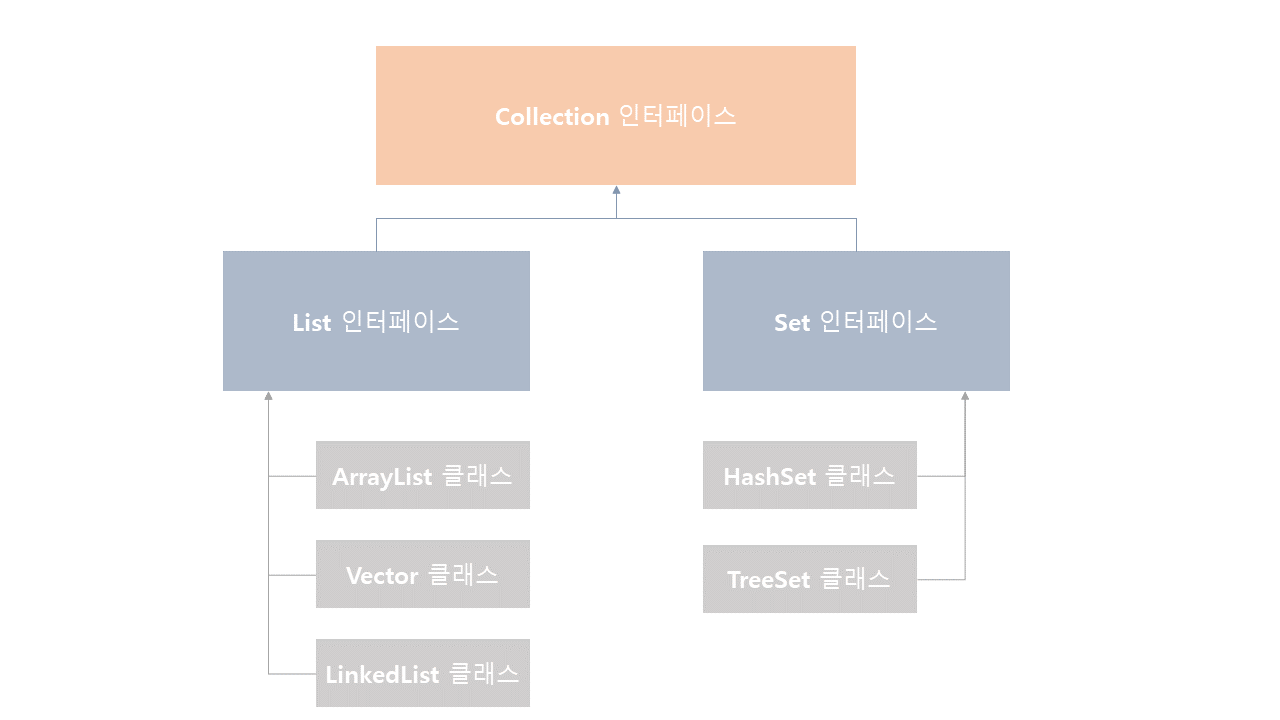 Collection 인터페이스
List 인터페이스
Set 인터페이스
ArrayList 클래스
HashSet 클래스
Vector 클래스
TreeSet 클래스
LinkedList 클래스